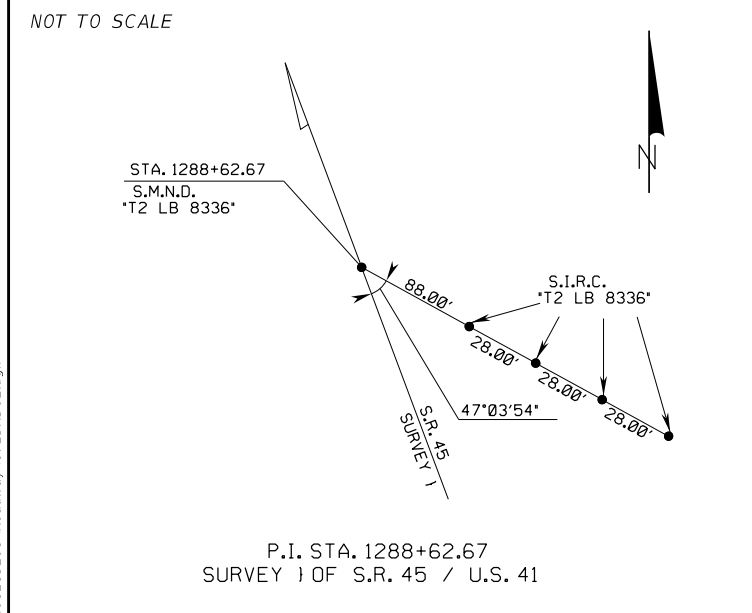 NOT TO SCALE
N
STA. 1288+62.67
S.M.N.D.
"T2 LB 8336"
S.I.R.C.
"T2 LB 8336"
88.00'
28.00'
28.00'
28.00'
47°03'54"
S.R. 45
SURVEY }
P.I. STA. 1288+62.67
SURVEY } OF S.R. 45 / U.S. 41